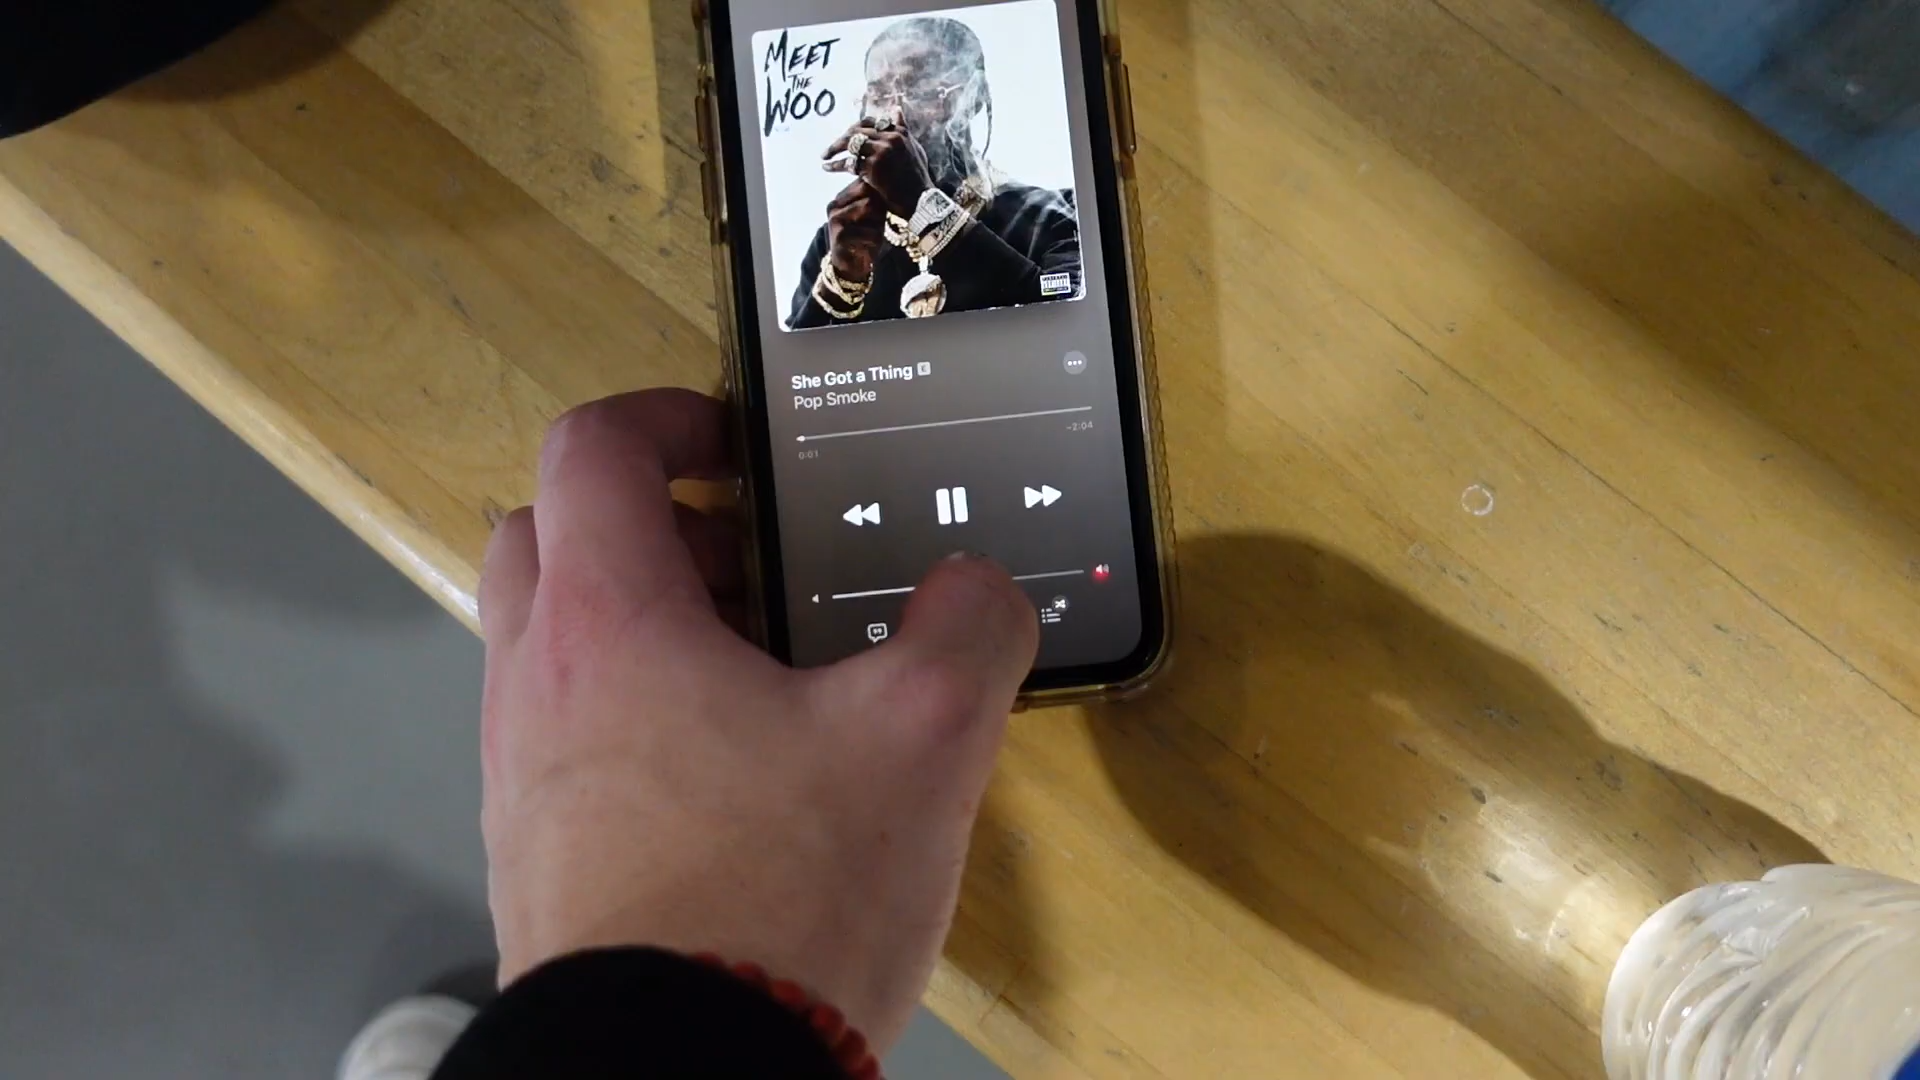 MEET
THE
WOO
She Got a Thing E
Pop Smoke
0:01
-2:04